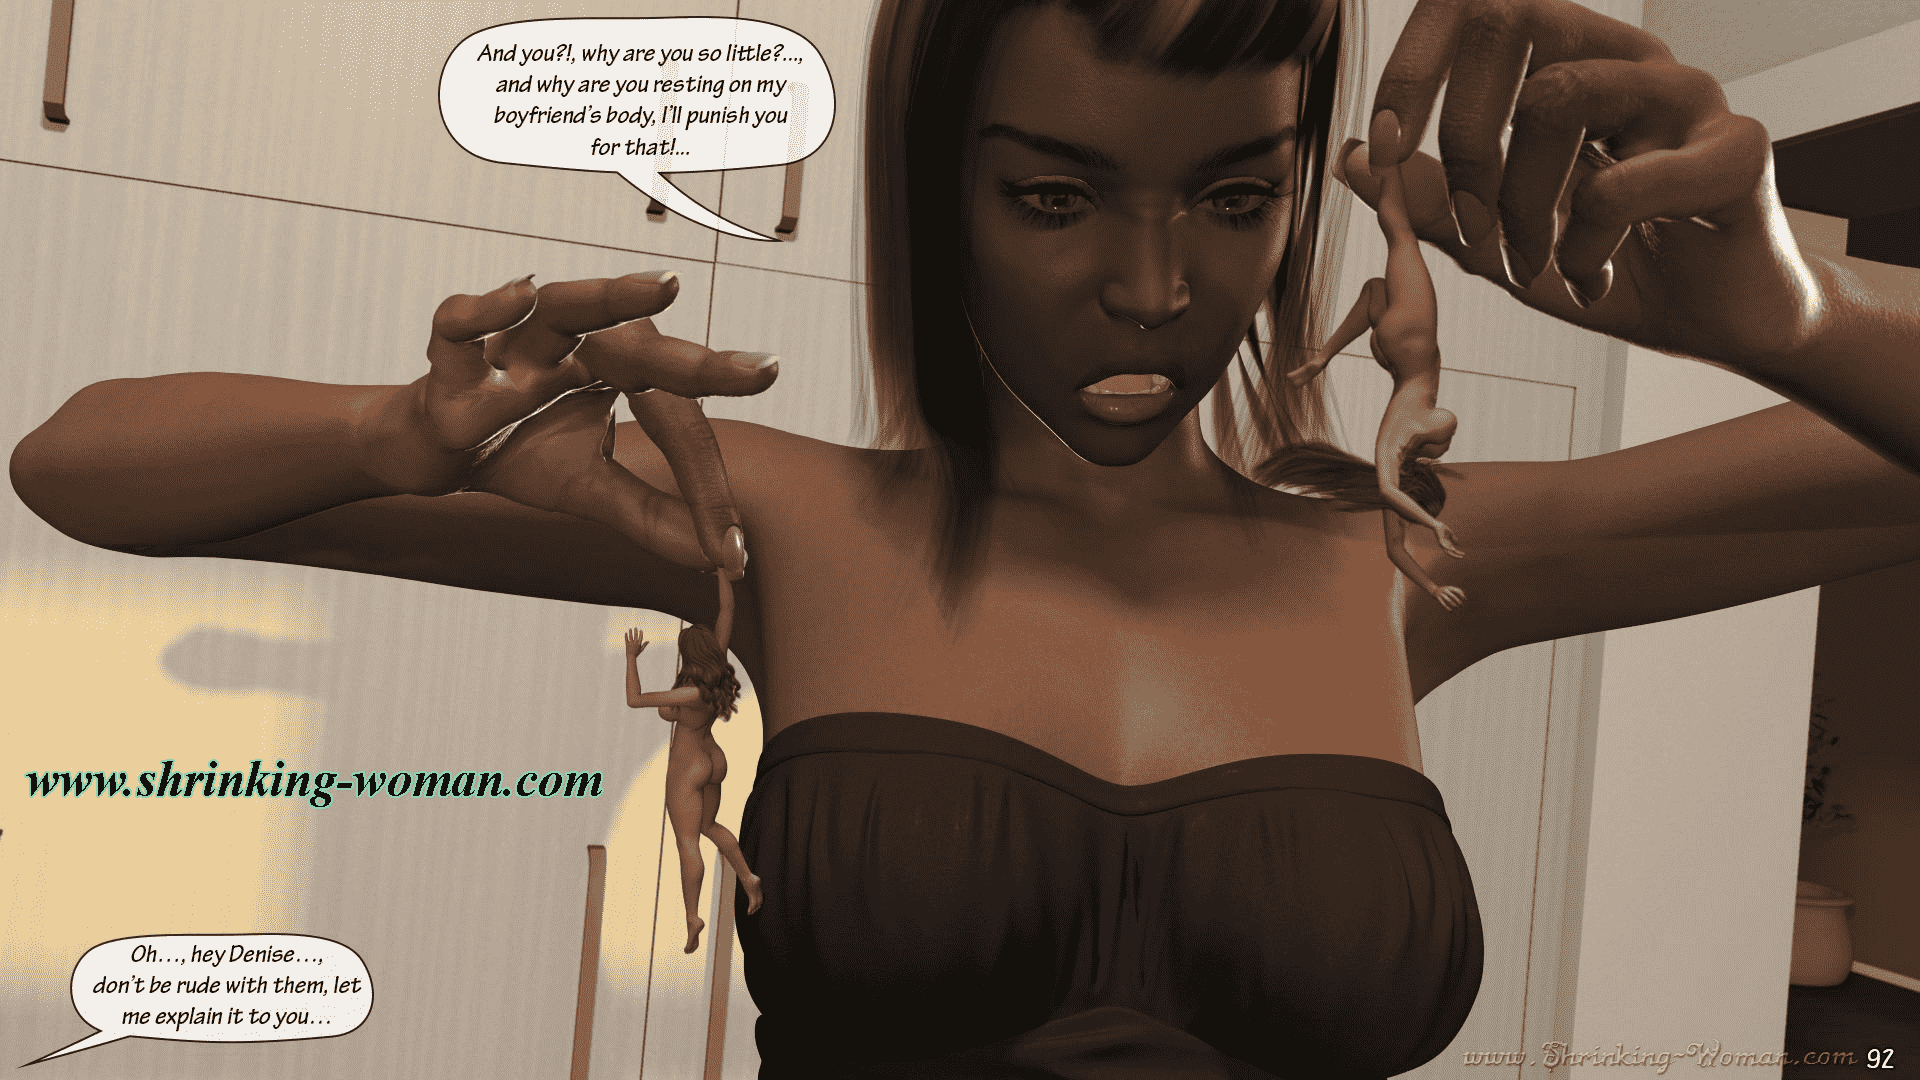 And you?!, why are you so little?...,
and why are you resting on my
boyfriend's body, I'll punish you
for that!...
www.shrinking-woman.com
Oh..., hey Denise...,
don't be rude with them, let
me explain it to you...
www.Shrinking-Woman.com 92